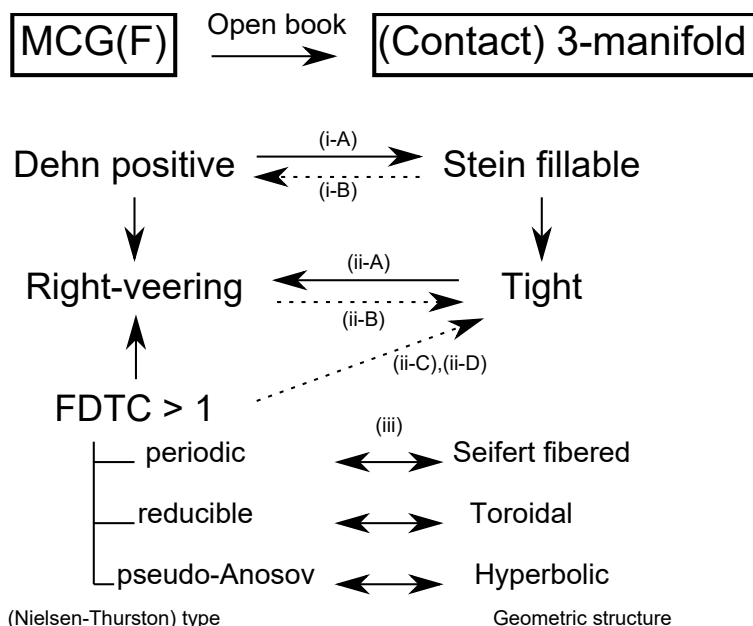 MCG(F) Open book (Contact) 3-manifold
(i-A)
Dehn positive Stein fillable
(i-B)
(ii-A)
Right-veering Tight
(ii-B)
(ii-C),(ii-D)
FDTC > 1
(iii)
periodic Seifert fibered
reducible Toroidal
pseudo-Anosov Hyperbolic
(Nielsen-Thurston) type Geometric structure